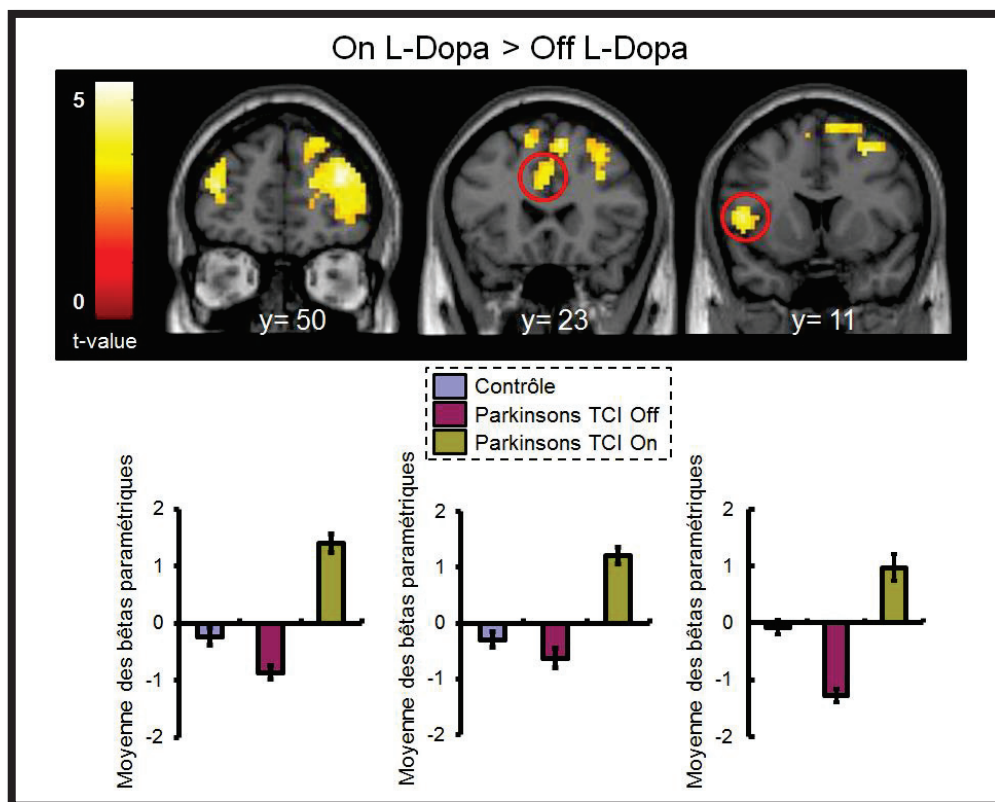 On L-Dopa > Off L-Dopa
5
0
t-value
y= 50
y= 23
y= 11
Contrôle
Parkinsons TCI Off
Parkinsons TCI On
Moyenne des bêtas paramétriques
2
1
0
-1
-2
Moyenne des bêtas paramétriques
2
1
0
-1
-2
Moyenne des bêtas paramétriques
2
1
0
-1
-2